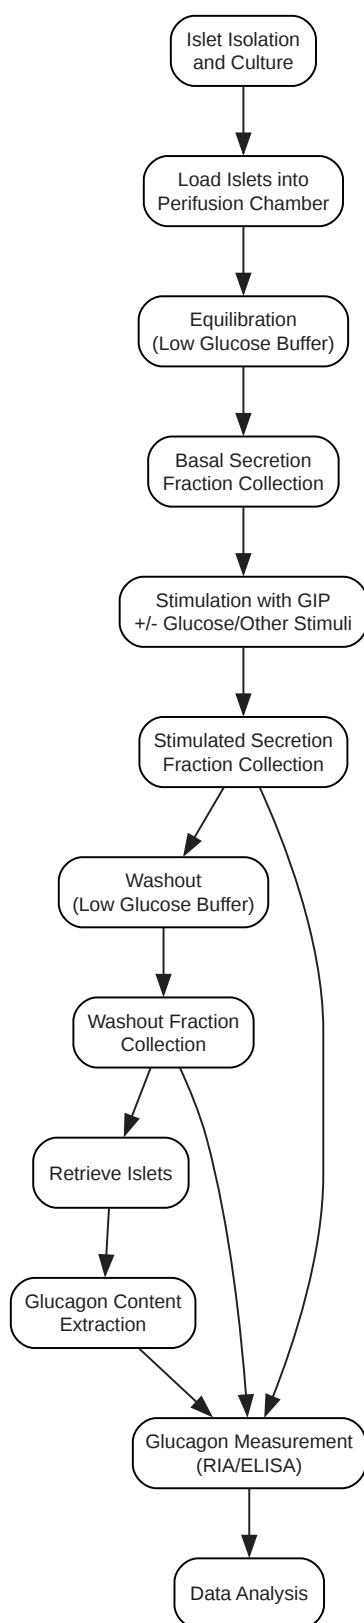 Islet Isolation
and Culture
Load Islets into
Perifusion Chamber
Equilibration
(Low Glucose Buffer)
Basal Secretion
Fraction Collection
Stimulation with GIP
+/- Glucose/Other Stimuli
Stimulated Secretion
Fraction Collection
Washout
(Low Glucose Buffer)
Washout Fraction
Collection
Retrieve Islets
Glucagon Content
Extraction
Glucagon Measurement
(RIA/ELISA)
Data Analysis